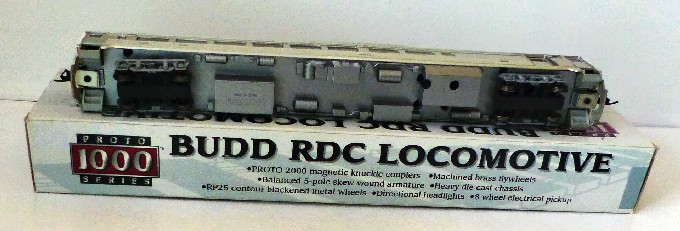 PROTO
1000
SERIES
BUDD RDC LOCOMOTIVE
•PROTO 2000 magnetic knuckle couplers •Machined brass flywheels
•Balanced 5-pole skew wound armature •Heavy die cast chassis
•RP25 contour blackened metal wheels •Directional headlights •8 wheel electrical pickup